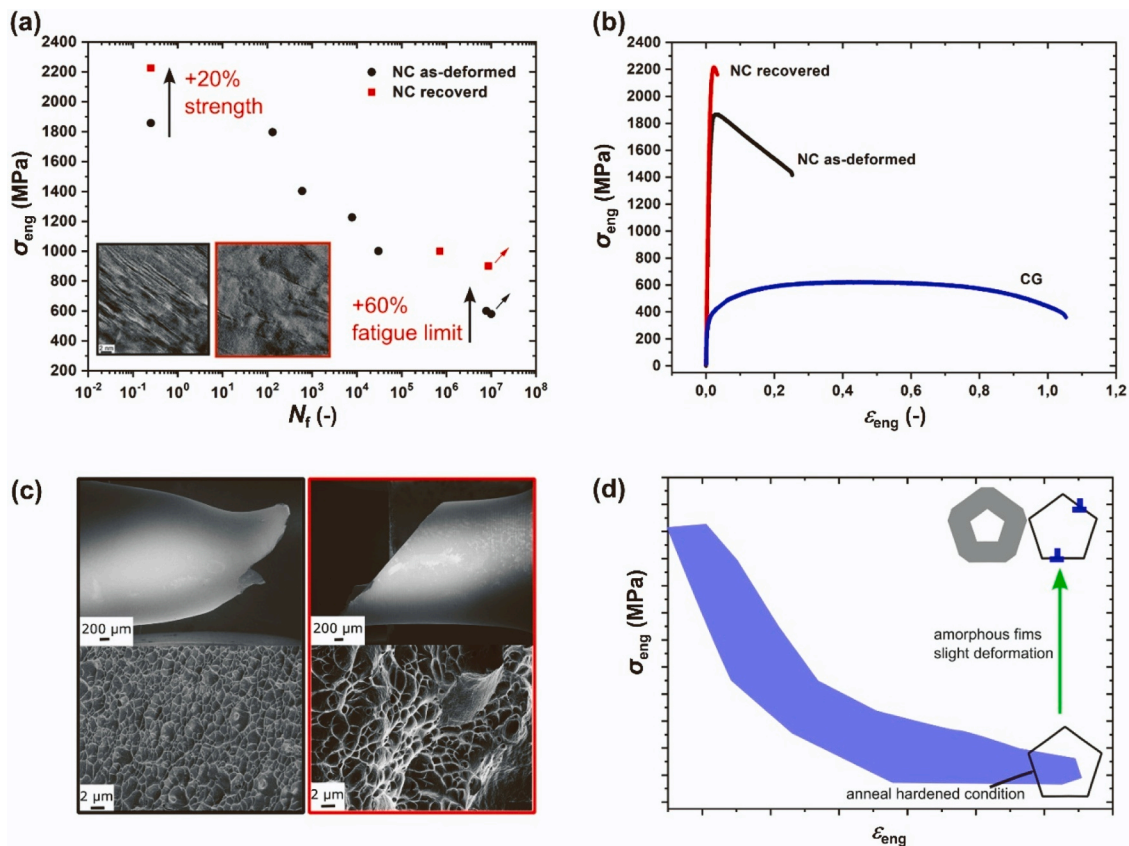 (a)
2400
2200
2000
1800
1600
1400
1200
1000
800
600
400
200
σeng (MPa)
+20%
strength
NC as-deformed
NC recoverd
+60%
fatigue limit
10⁻² 10⁻¹ 10⁰ 10¹ 10² 10³ 10⁴ 10⁵ 10⁶ 10⁷ 10⁸
Nf (-)
(b)
2400
2200
2000
1800
1600
1400
1200
1000
800
600
400
200
0
σeng (MPa)
NC recovered
NC as-deformed
CG
0,0 0,2 0,4 0,6 0,8 1,0 1,2
εeng (-)
(c)
200 µm
200 µm
2 µm
2 µm
(d)
σeng (MPa)
amorphous fims
slight deformation
anneal hardened condition
εeng